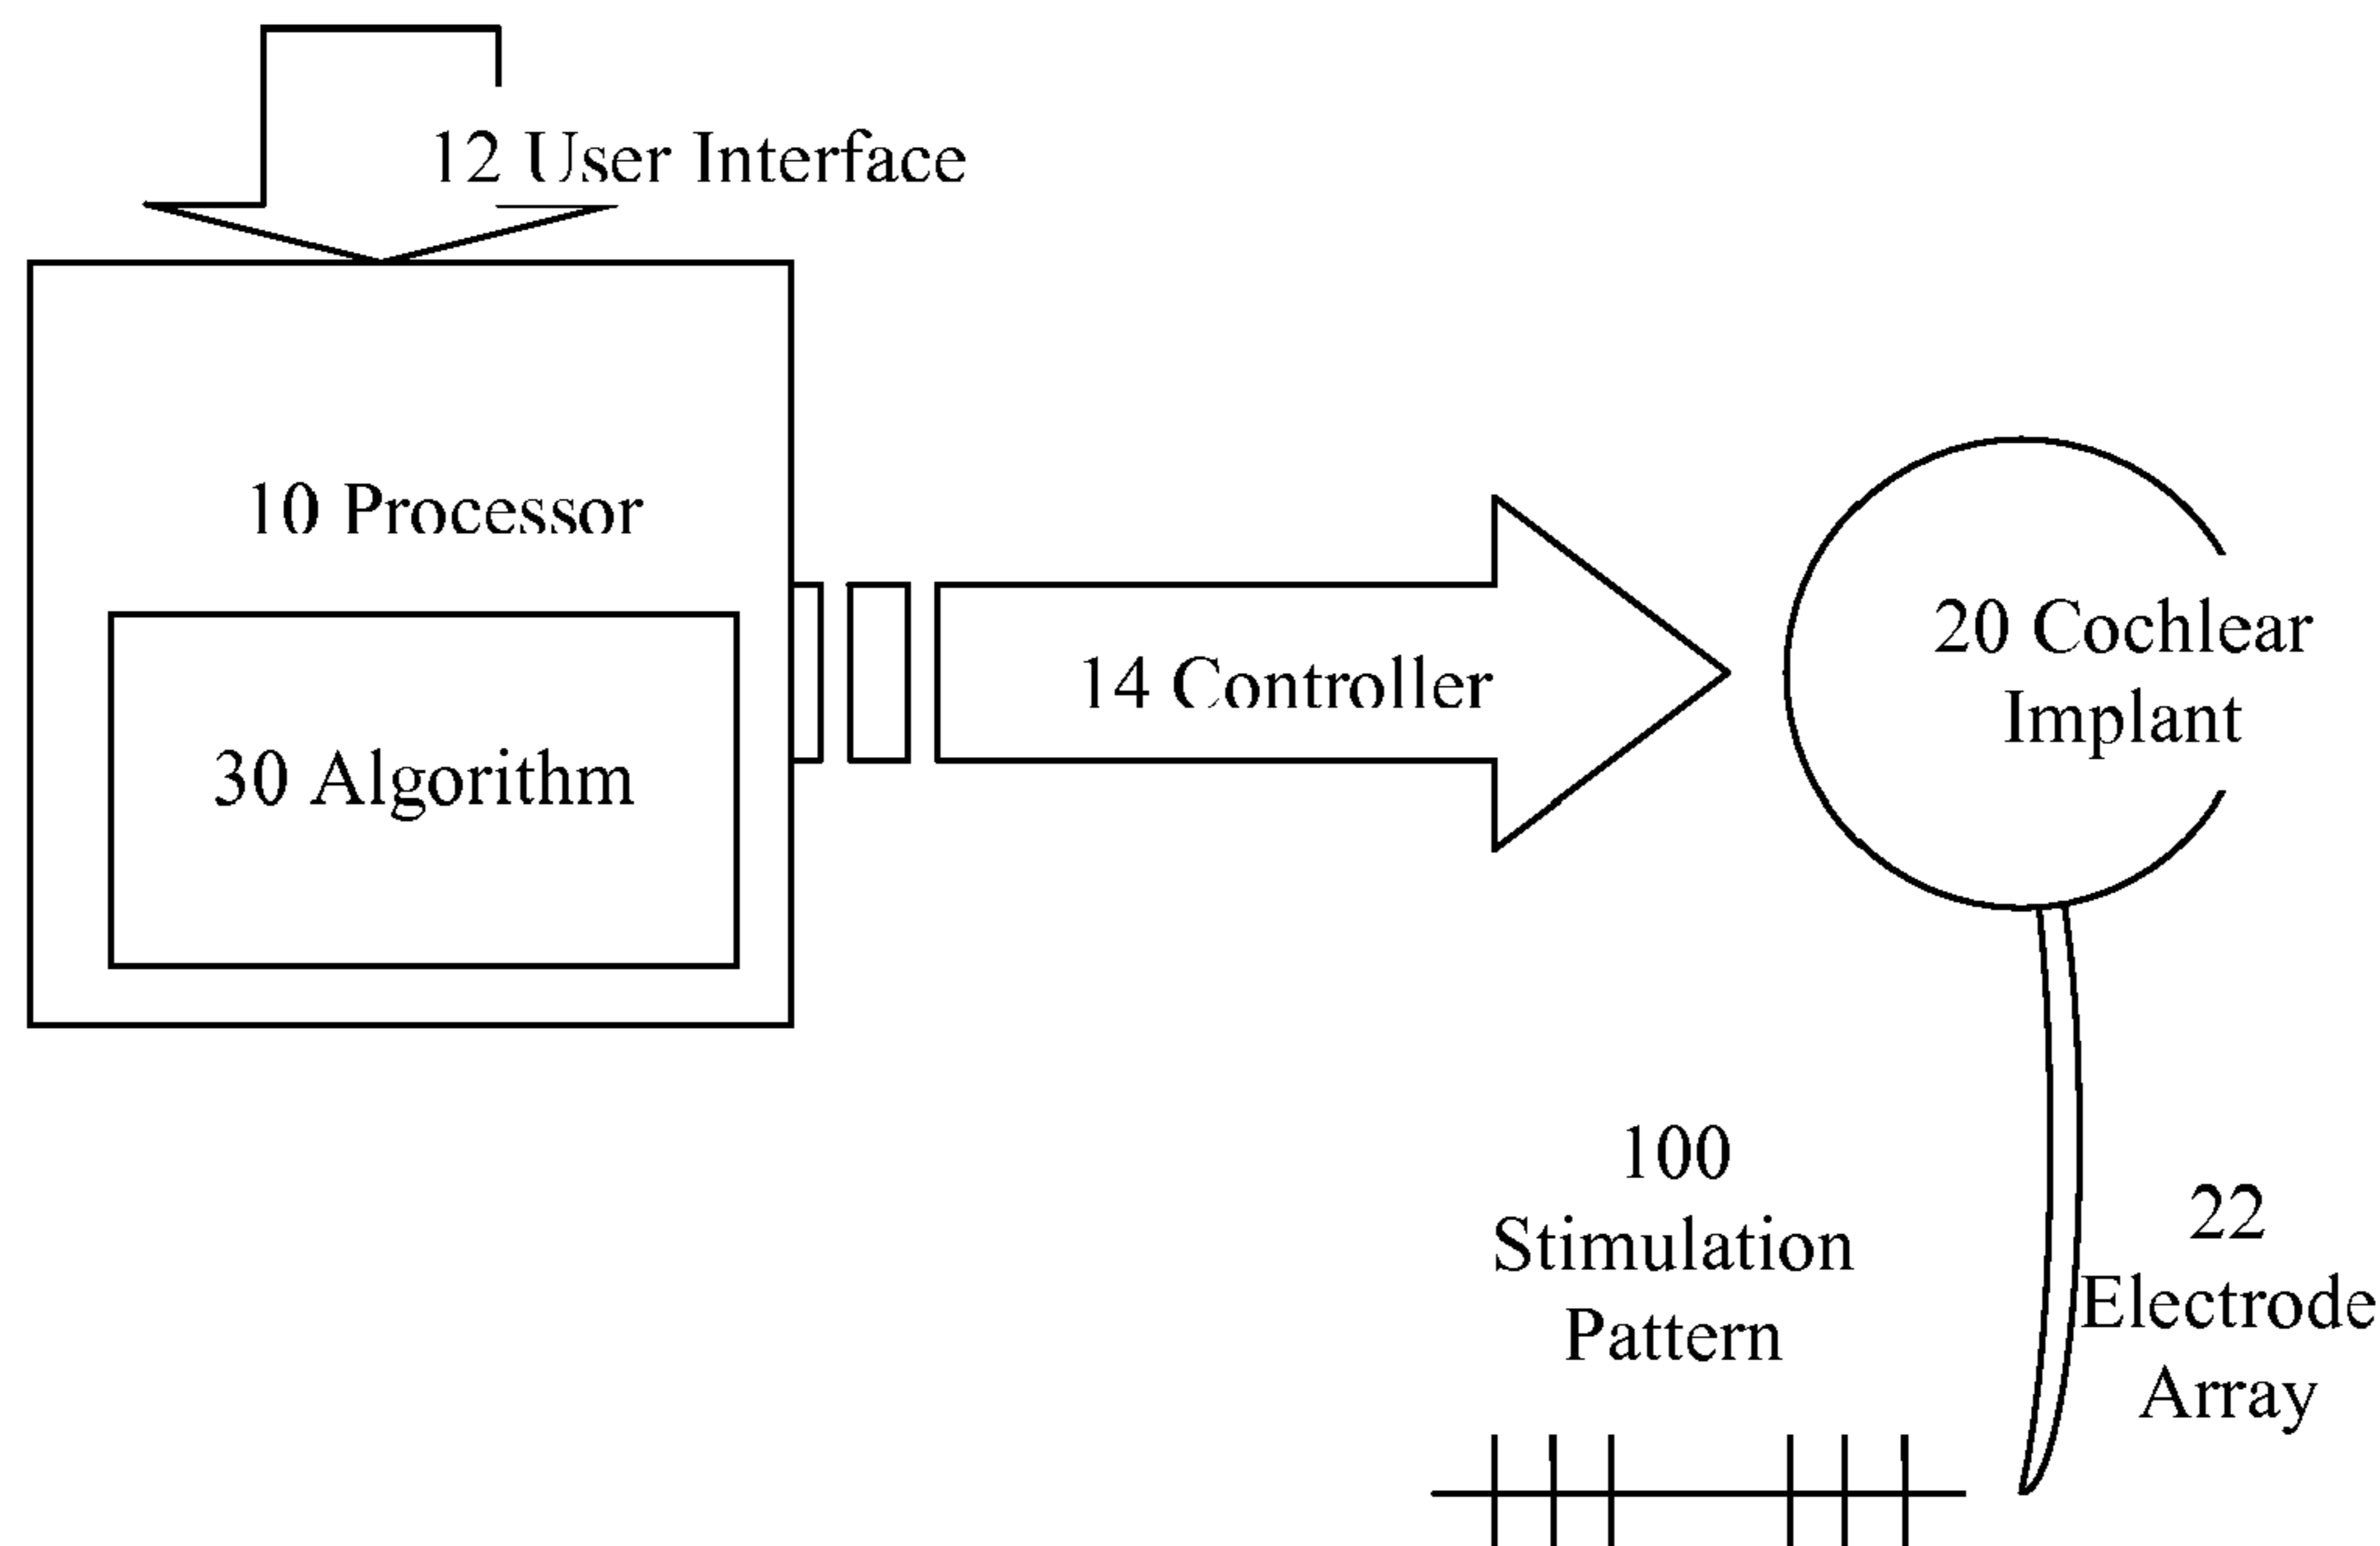 12 User Interface
10 Processor
30 Algorithm
14 Controller
20 Cochlear
Implant
100
Stimulation
Pattern
22
Electrode
Array